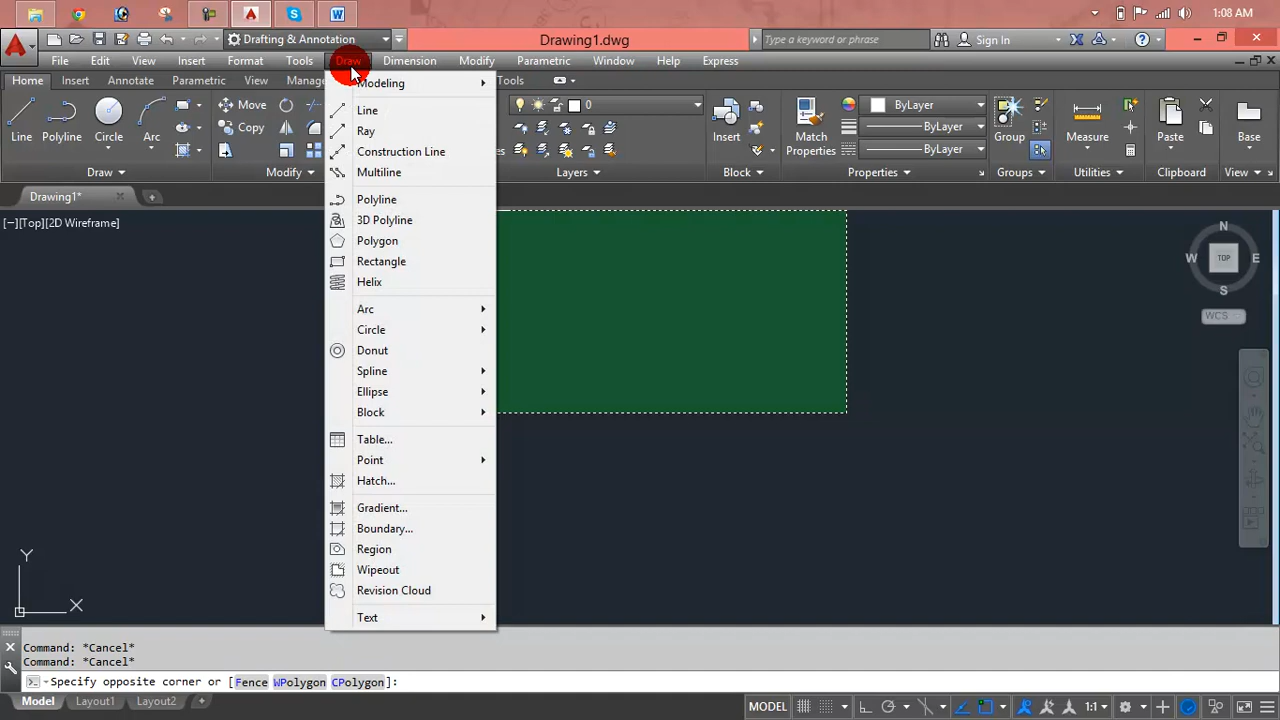 1:08 AM
Drafting & Annotation
Drawing1.dwg
Type a keyword or phrase
Sign In
File Edit View Insert Format Tools Draw Dimension Modify Parametric Window Help Express
Home Insert Annotate Parametric View Tools
Line Polyline Circle Arc
Move
Copy
0
Insert
Match Properties
ByLayer
ByLayer
ByLayer
Group
Measure
Paste
Base
Draw Modify Layers Block Properties Groups Utilities Clipboard View
Drawing1*
[−][Top][2D Wireframe]
Modeling
Line
Ray
Construction Line
Multiline
Polyline
3D Polyline
Polygon
Rectangle
Helix
Arc
Circle
Donut
Spline
Ellipse
Block
Table...
Point
Hatch...
Gradient...
Boundary...
Region
Wipeout
Revision Cloud
Text
N
W TOP E
S
WCS
Y
X
Command: *Cancel*
Command: *Cancel*
Specify opposite corner or [Fence WPolygon CPolygon]:
Model Layout1 Layout2 +
MODEL
1:1